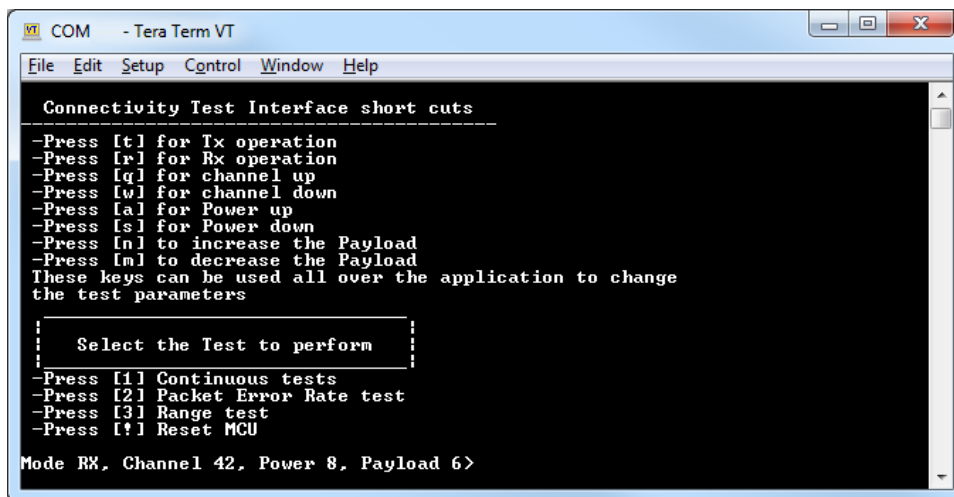 COM - Tera Term VT
File Edit Setup Control Window Help
Connectivity Test Interface short cuts
-Press [t] for Tx operation
-Press [r] for Rx operation
-Press [q] for channel up
-Press [w] for channel down
-Press [a] for Power up
-Press [s] for Power down
-Press [n] to increase the Payload
-Press [m] to decrease the Payload
These keys can be used all over the application to change
the test parameters
Select the Test to perform
-Press [1] Continuous tests
-Press [2] Packet Error Rate test
-Press [3] Range test
-Press [!] Reset MCU
Mode RX, Channel 42, Power 8, Payload 6>